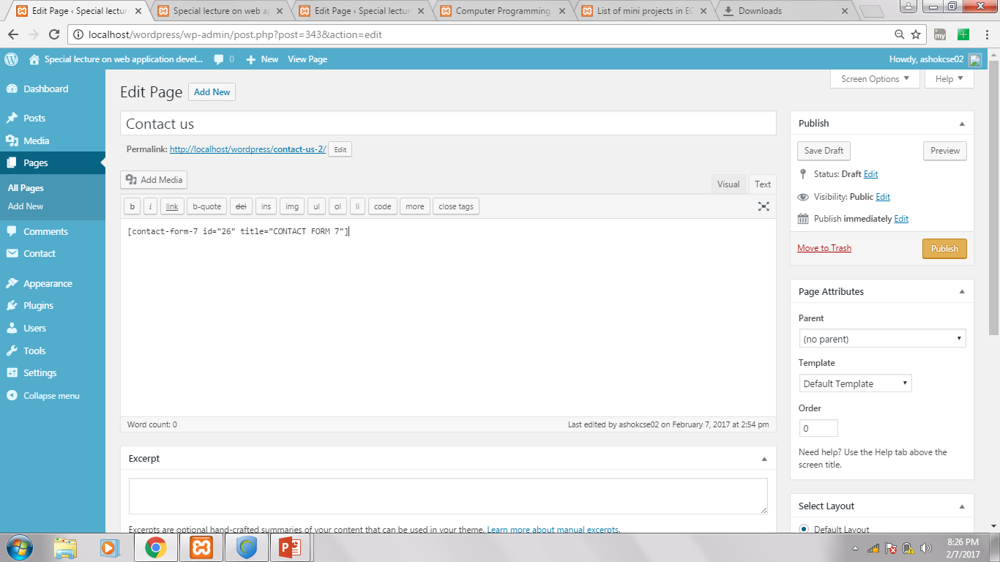 Edit Page ‹ Special lectur
Special lecture on web ap
Edit Page ‹ Special lectur
Computer Programming
List of mini projects in EC
Downloads
localhost/wordpress/wp-admin/post.php?post=343&action=edit
my
Special lecture on web application devel... 0 New View Page Howdy, ashokcse02
Dashboard
Posts
Media
Pages
All Pages
Add New
Comments
Contact
Appearance
Plugins
Users
Tools
Settings
Collapse menu
Screen Options Help
Edit Page Add New
Contact us
Permalink: http://localhost/wordpress/contact-us-2/ Edit
Add Media
Visual Text
b i link b-quote del ins img ul ol li code more close tags
[contact-form-7 id="26" title="CONTACT FORM 7"]
Word count: 0 Last edited by ashokcse02 on February 7, 2017 at 2:54 pm
Excerpt
Excerpts are optional hand-crafted summaries of your content that can be used in your theme. Learn more about manual excerpts.
Publish
Save Draft Preview
Status: Draft Edit
Visibility: Public Edit
Publish immediately Edit
Move to Trash Publish
Page Attributes
Parent
(no parent)
Template
Default Template
Order
0
Need help? Use the Help tab above the
screen title.
Select Layout
Default Layout
8:26 PM
2/7/2017